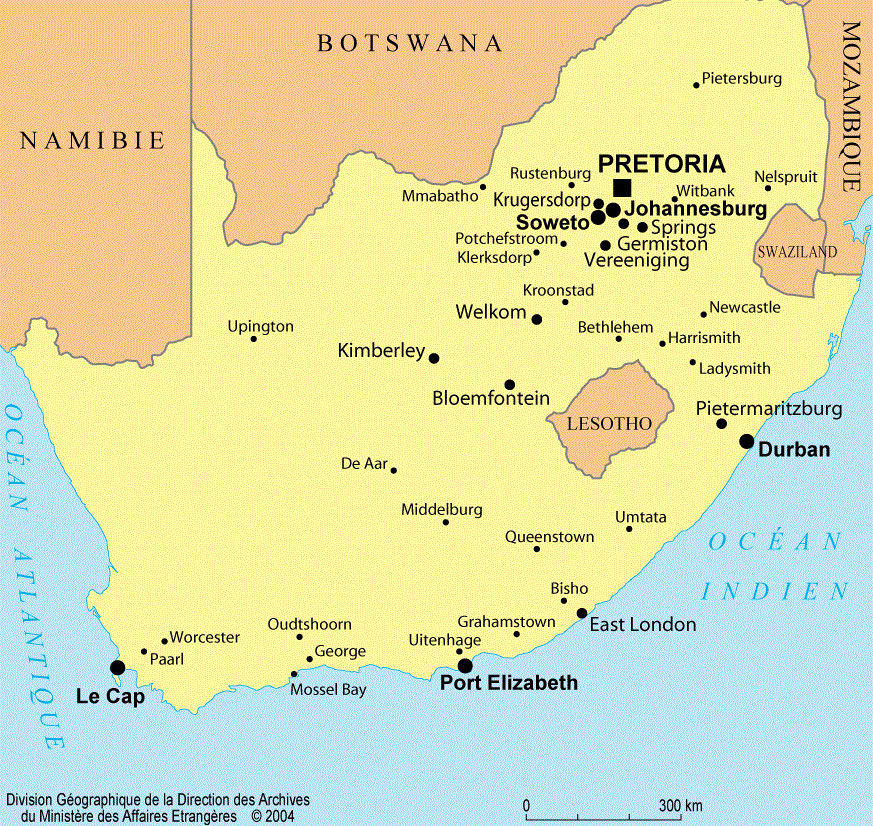 BOTSWANA
MOZAMBIQUE
Pietersburg
NAMIBIE
PRETORIA
Rustenburg
Nelspruit
Mmabatho
Witbank
Krugersdorp
Johannesburg
Soweto
Springs
Potchefstroom
Germiston
SWAZILAND
Klerksdorp
Vereeniging
Kroonstad
Newcastle
Welkom
Upington
Bethlehem
Harrismith
Kimberley
Ladysmith
Bloemfontein
Pietermaritzburg
LESOTHO
Durban
OCÉAN
ATLANTIQUE
De Aar
Middelburg
Umtata
Queenstown
OCÉAN
INDIEN
Bisho
Grahamstown
East London
Oudtshoorn
Worcester
Uitenhage
George
Paarl
Port Elizabeth
Mossel Bay
Le Cap
Division Géographique de la Direction des Archives
du Ministère des Affaires Etrangères © 2004
0 300 km